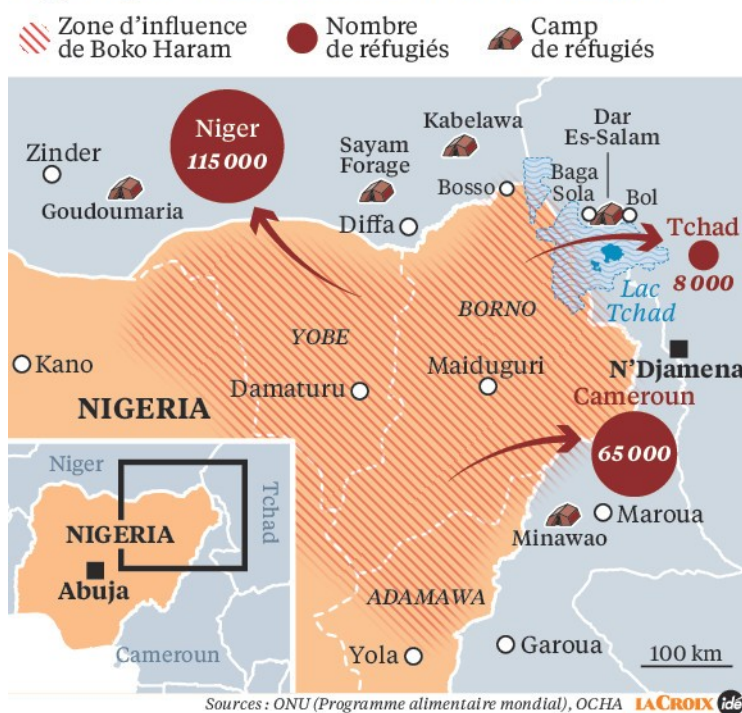 Zone d'influence
de Boko Haram
Nombre
de réfugiés
Camp
de réfugiés
Niger
115 000
Zinder
Goudoumaria
Sayam
Forage
Kabelawa
Diffa
Bosso
Dar
Es-Salam
Baga
Sola
Bol
Tchad
8 000
Lac
Tchad
BORNO
YOBE
Kano
Damaturu
Maiduguri
N'Djamena
NIGERIA
Cameroun
65 000
Maroua
Minawao
ADAMAWA
Yola
Garoua
100 km
Niger
Tchad
NIGERIA
Abuja
Cameroun
Sources : ONU (Programme alimentaire mondial), OCHA LA CROIX idé